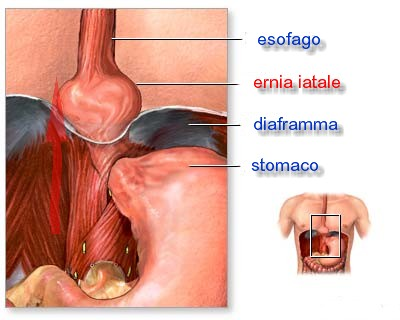 esofago
ernia iatale
diaframma
stomaco